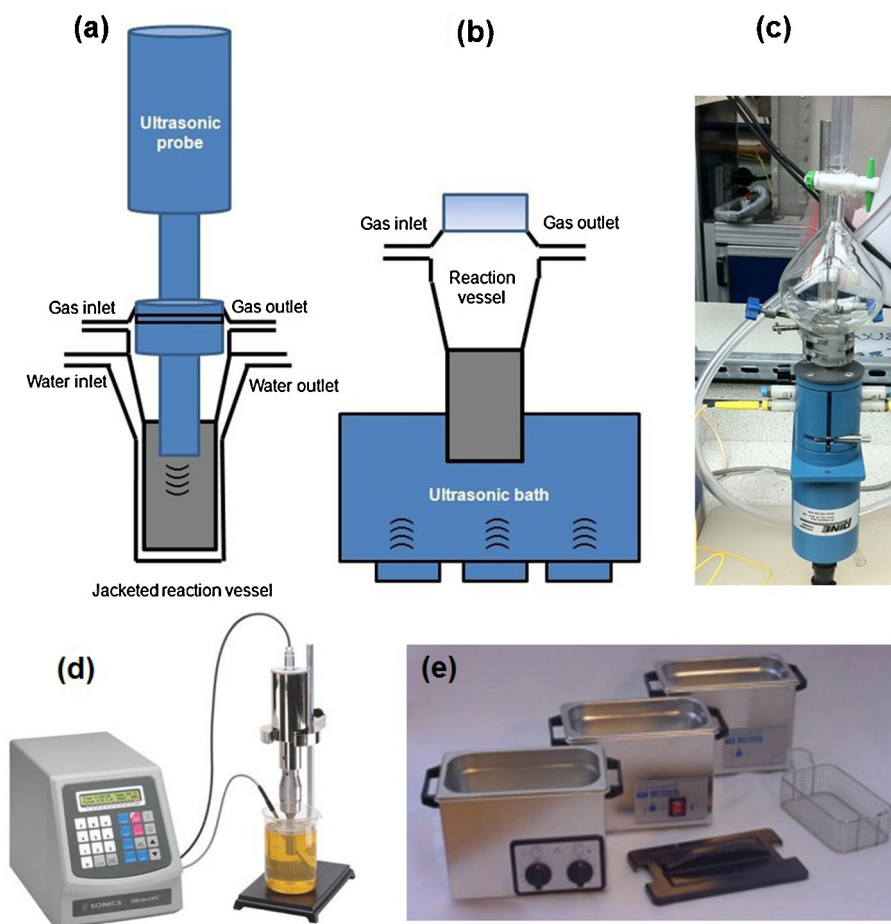 (a)
(b)
(c)
Ultrasonic
probe
Gas inlet
Gas outlet
Gas inlet
Gas outlet
Reaction
vessel
Water inlet
Water outlet
Ultrasonic bath
Jacketed reaction vessel
PINE
(d)
(e)
SONICS